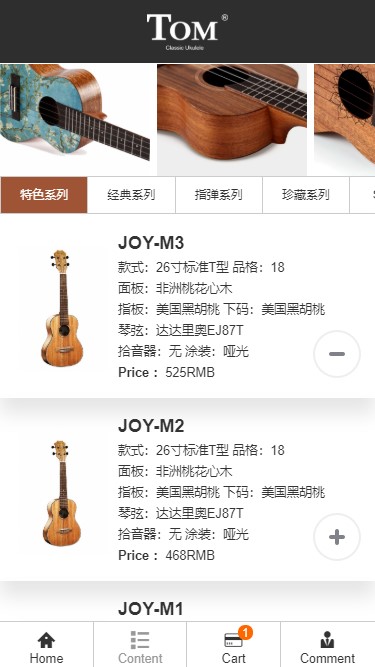 TOM®
Classic Ukulele
特色系列
经典系列
指弹系列
珍藏系列
JOY-M3
款式：26寸标准T型 品格：18
面板：非洲桃花心木
指板：美国黑胡桃 下码：美国黑胡桃
琴弦：达达里奥EJ87T
拾音器：无 涂装：哑光
Price： 525RMB
JOY-M2
款式：26寸标准T型 品格：18
面板：非洲桃花心木
指板：美国黑胡桃 下码：美国黑胡桃
琴弦：达达里奥EJ87T
拾音器：无 涂装：哑光
Price： 468RMB
JOY-M1
1
Home
Content
Cart
Comment